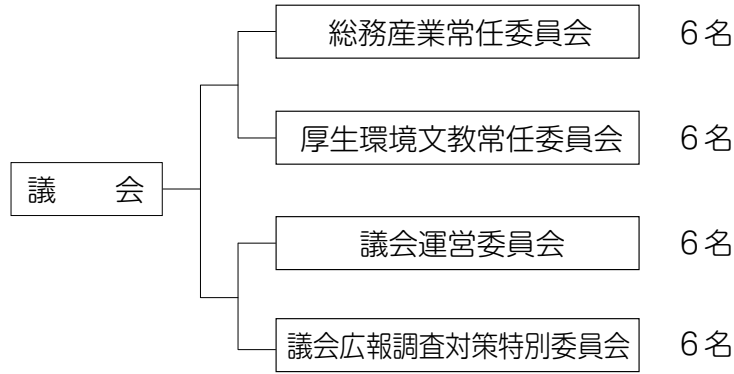 総務産業常任委員会 6名
厚生環境文教常任委員会 6名
議 会
議会運営委員会 6名
議会広報調査対策特別委員会 6名